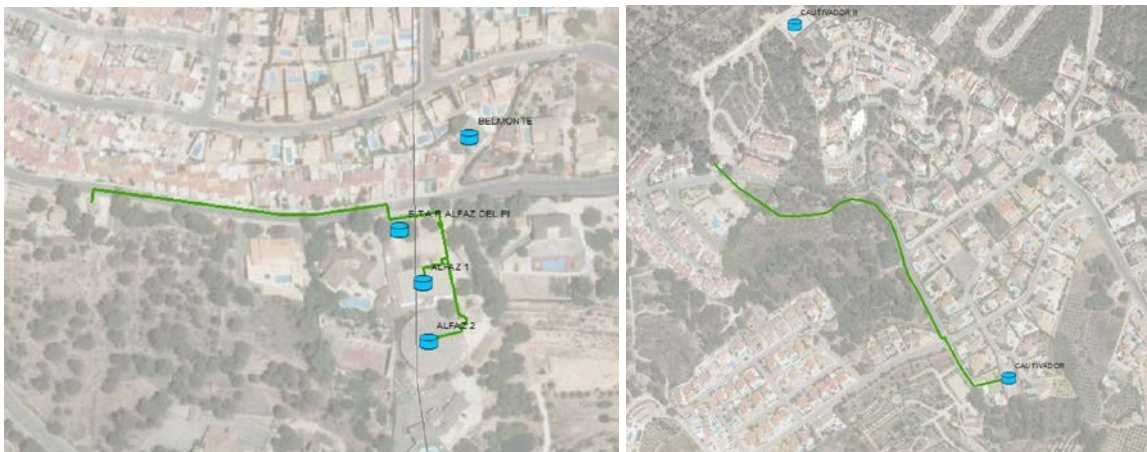 BELMONTE
E.T.A.P. ALFAZ DEL PI
ALFAZ 1
ALFAZ 2
CAUTIVADOR II
CAUTIVADOR